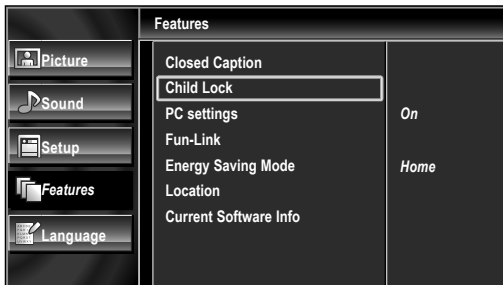 Features
Picture
Sound
Setup
Features
Language
Closed Caption
Child Lock
PC settings On
Fun-Link
Energy Saving Mode Home
Location
Current Software Info